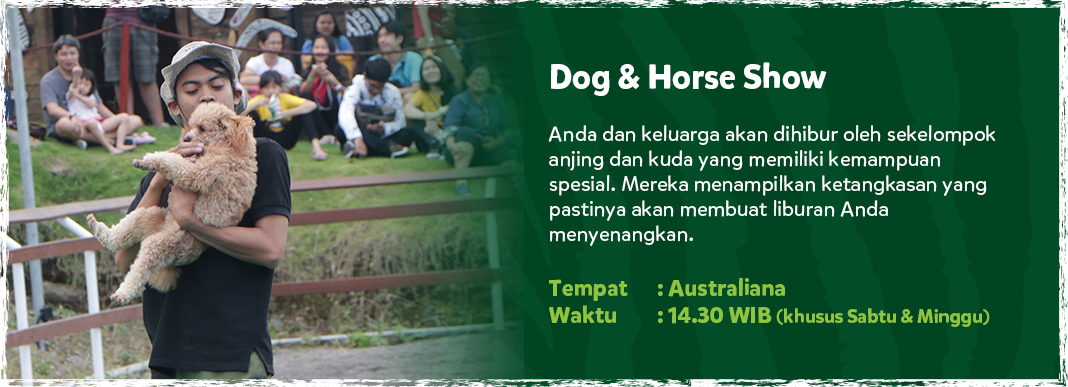 Dog & Horse Show
Anda dan keluarga akan dihibur oleh sekelompok
anjing dan kuda yang memiliki kemampuan
spesial. Mereka menampilkan ketangkasan yang
pastinya akan membuat liburan Anda
menyenangkan.
Tempat : Australiana
Waktu : 14.30 WIB (khusus Sabtu & Minggu)